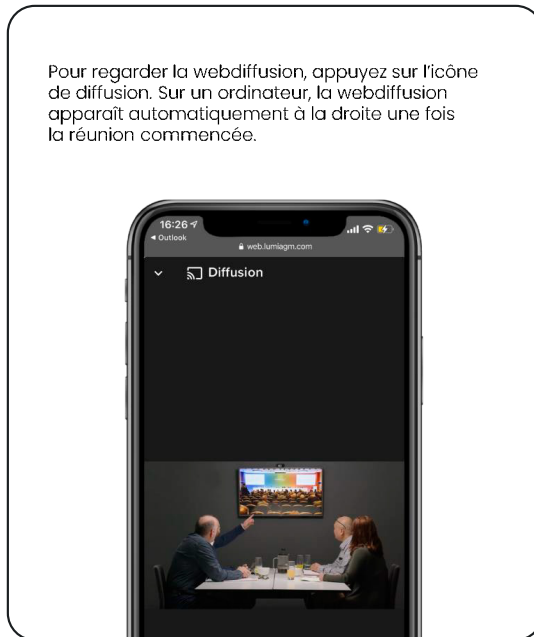 Pour regarder la webdiffusion, appuyez sur l'icône
de diffusion. Sur un ordinateur, la webdiffusion
apparaît automatiquement à la droite une fois
la réunion commencée.
16:26
Outlook
web.lumiagm.com
Diffusion